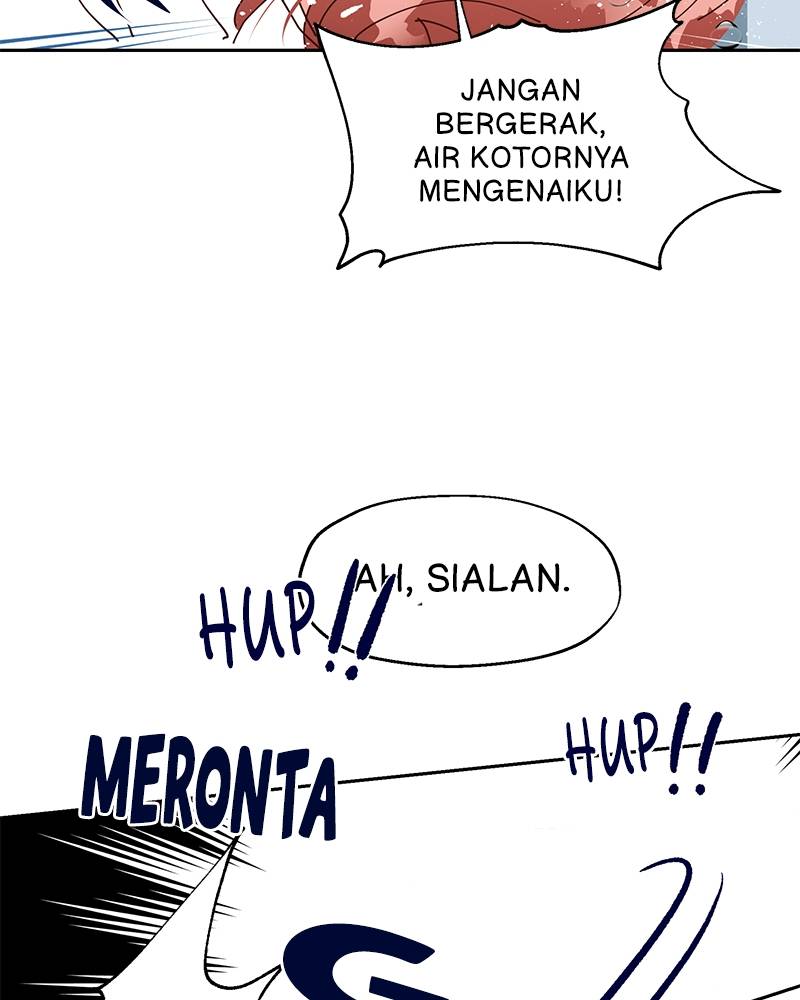 JANGAN
BERGERAK,
AIR KOTORNYA
MENGENAIKU!
AH, SIALAN.
HUP!!
HUP!!
MERONTA